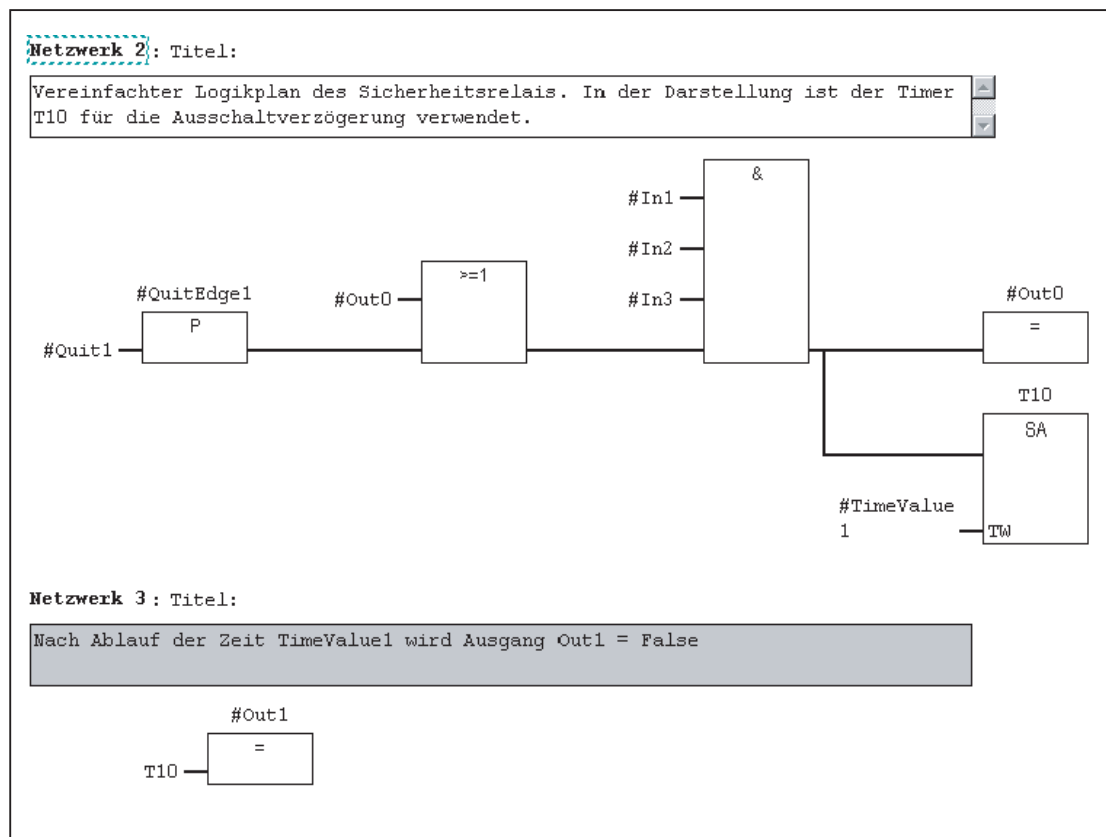 Netzwerk 2: Titel:
Vereinfachter Logikplan des Sicherheitsrelais. In der Darstellung ist der Timer
T10 für die Ausschaltverzögerung verwendet.
&
#In1
#In2
#In3
>=1
#Out0
#QuitEdge1
P
#Quit1
#Out0
=
T10
SA
#TimeValue
1
TW
Netzwerk 3: Titel:
Nach Ablauf der Zeit TimeValue1 wird Ausgang Out1 = False
#Out1
=
T10